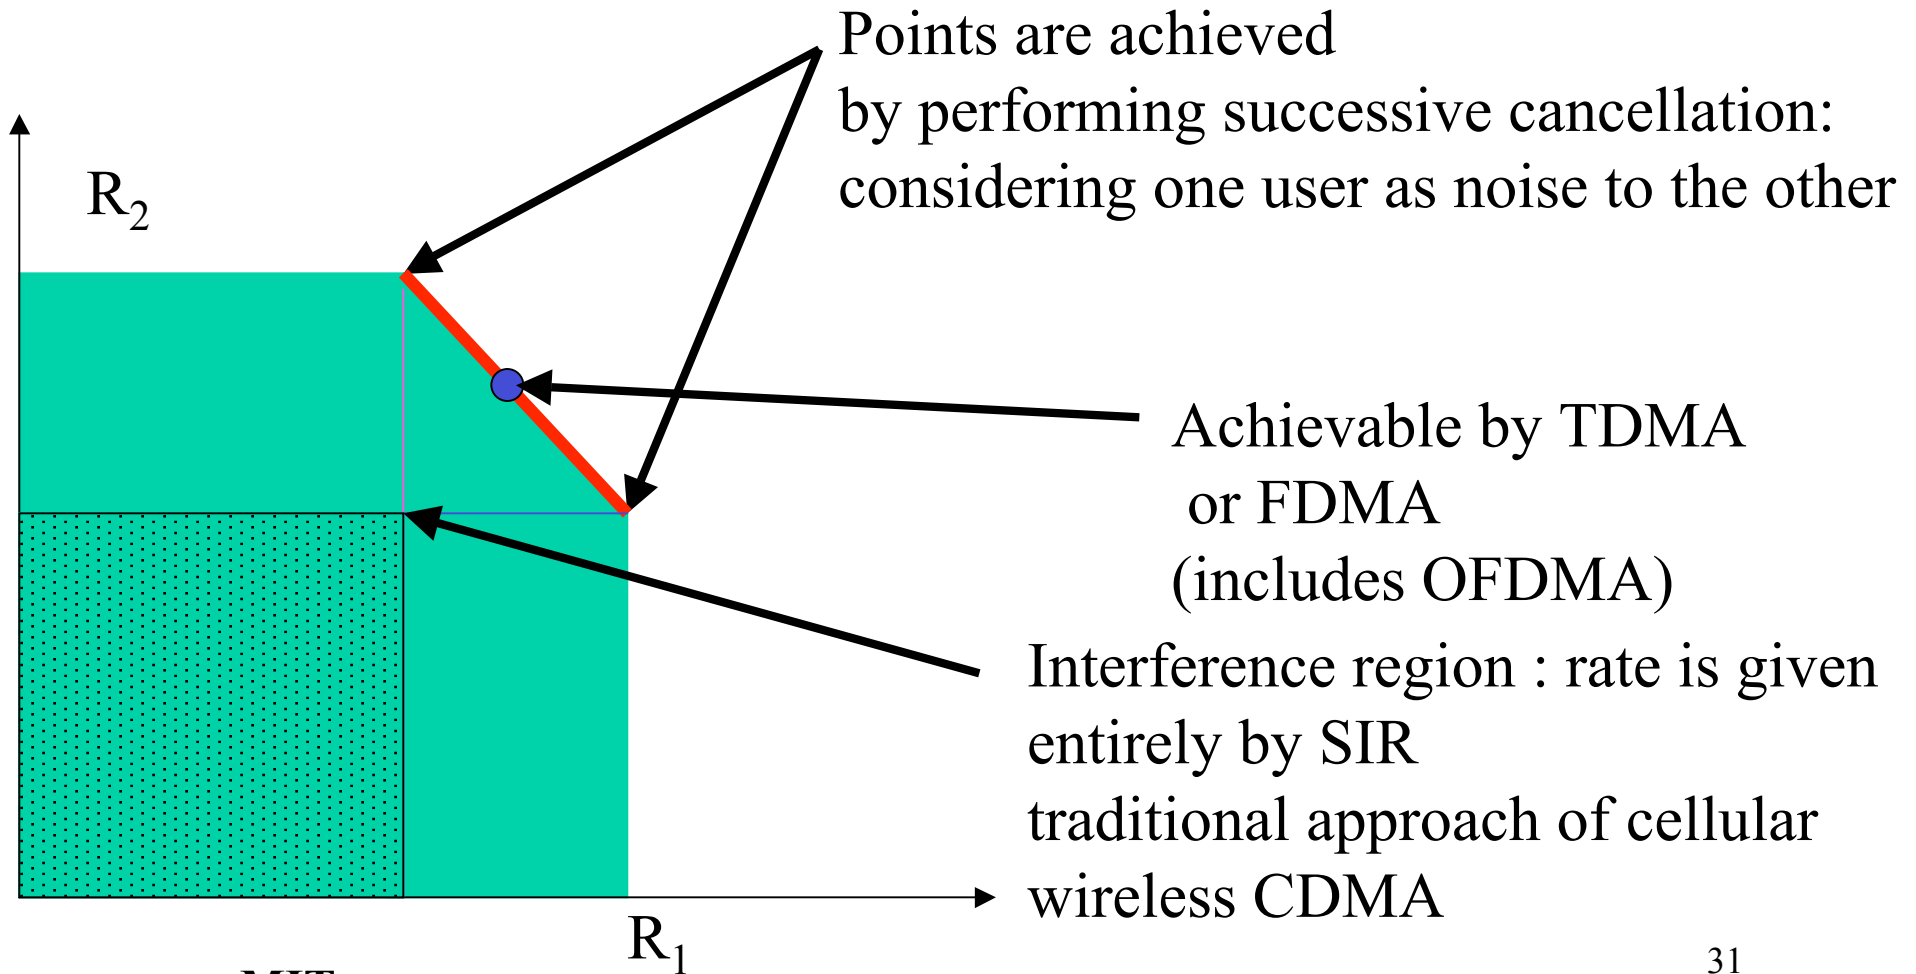 Points are achieved
by performing successive cancellation:
considering one user as noise to the other
R₂
Achievable by TDMA
or FDMA
(includes OFDMA)
Interference region : rate is given
entirely by SIR
traditional approach of cellular
wireless CDMA
R₁
MIT
31